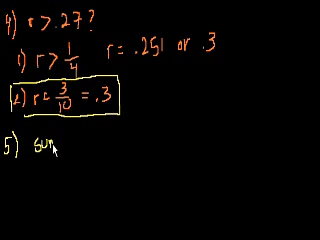 4) r > .27 ?
1) r > 1/4 r = .251 or .3
2) r = 3/10 = .3
5) sum